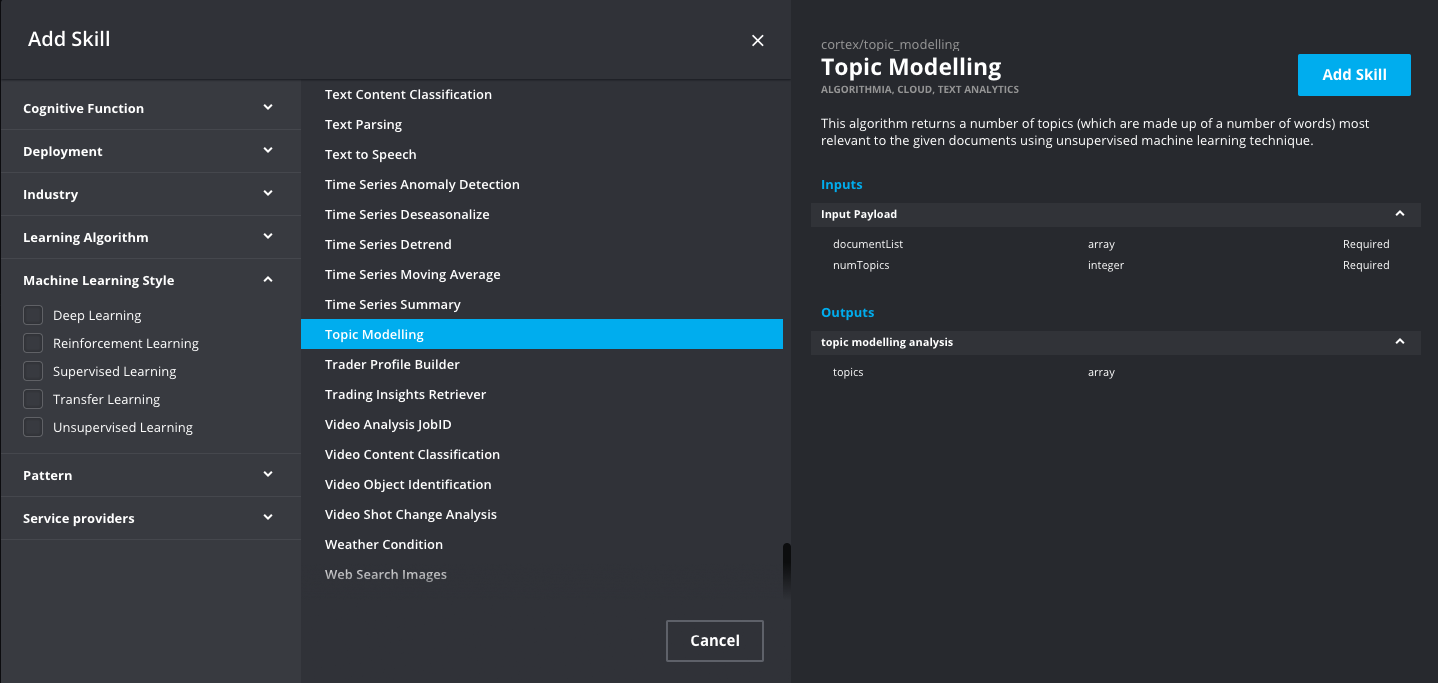 Add Skill
Cognitive Function
Deployment
Industry
Learning Algorithm
Machine Learning Style
Deep Learning
Reinforcement Learning
Supervised Learning
Transfer Learning
Unsupervised Learning
Pattern
Service providers
Text Content Classification
Text Parsing
Text to Speech
Time Series Anomaly Detection
Time Series Deseasonalize
Time Series Detrend
Time Series Moving Average
Time Series Summary
Topic Modelling
Trader Profile Builder
Trading Insights Retriever
Video Analysis JobID
Video Content Classification
Video Object Identification
Video Shot Change Analysis
Weather Condition
Web Search Images
Cancel
cortex/topic_modelling
Topic Modelling
ALGORITHMIA, CLOUD, TEXT ANALYTICS
Add Skill
This algorithm returns a number of topics (which are made up of a number of words) most
relevant to the given documents using unsupervised machine learning technique.
Inputs
Input Payload
documentList array Required
numTopics integer Required
Outputs
topic modelling analysis
topics array